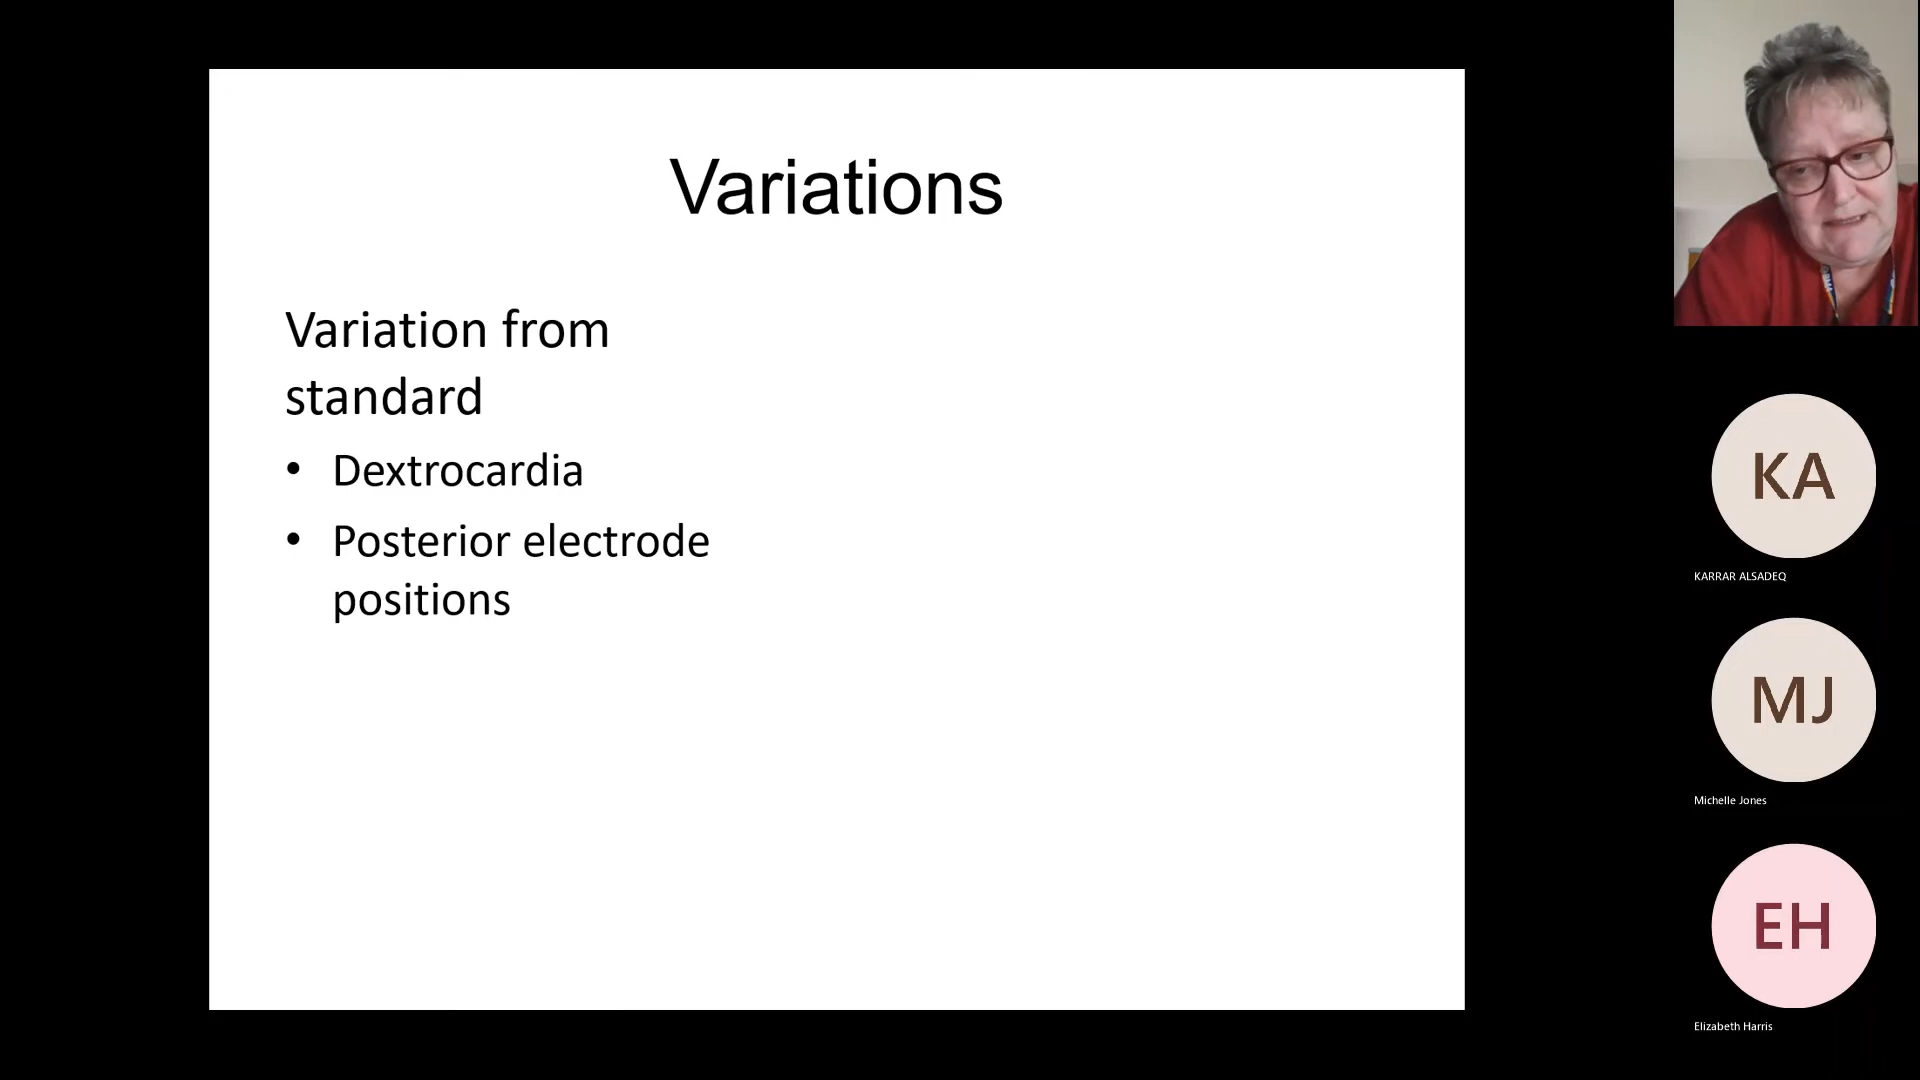 Variations
Variation from
standard
• Dextrocardia
• Posterior electrode
positions
KA
KARRAR ALSADEQ
MJ
Michelle Jones
EH
Elizabeth Harris